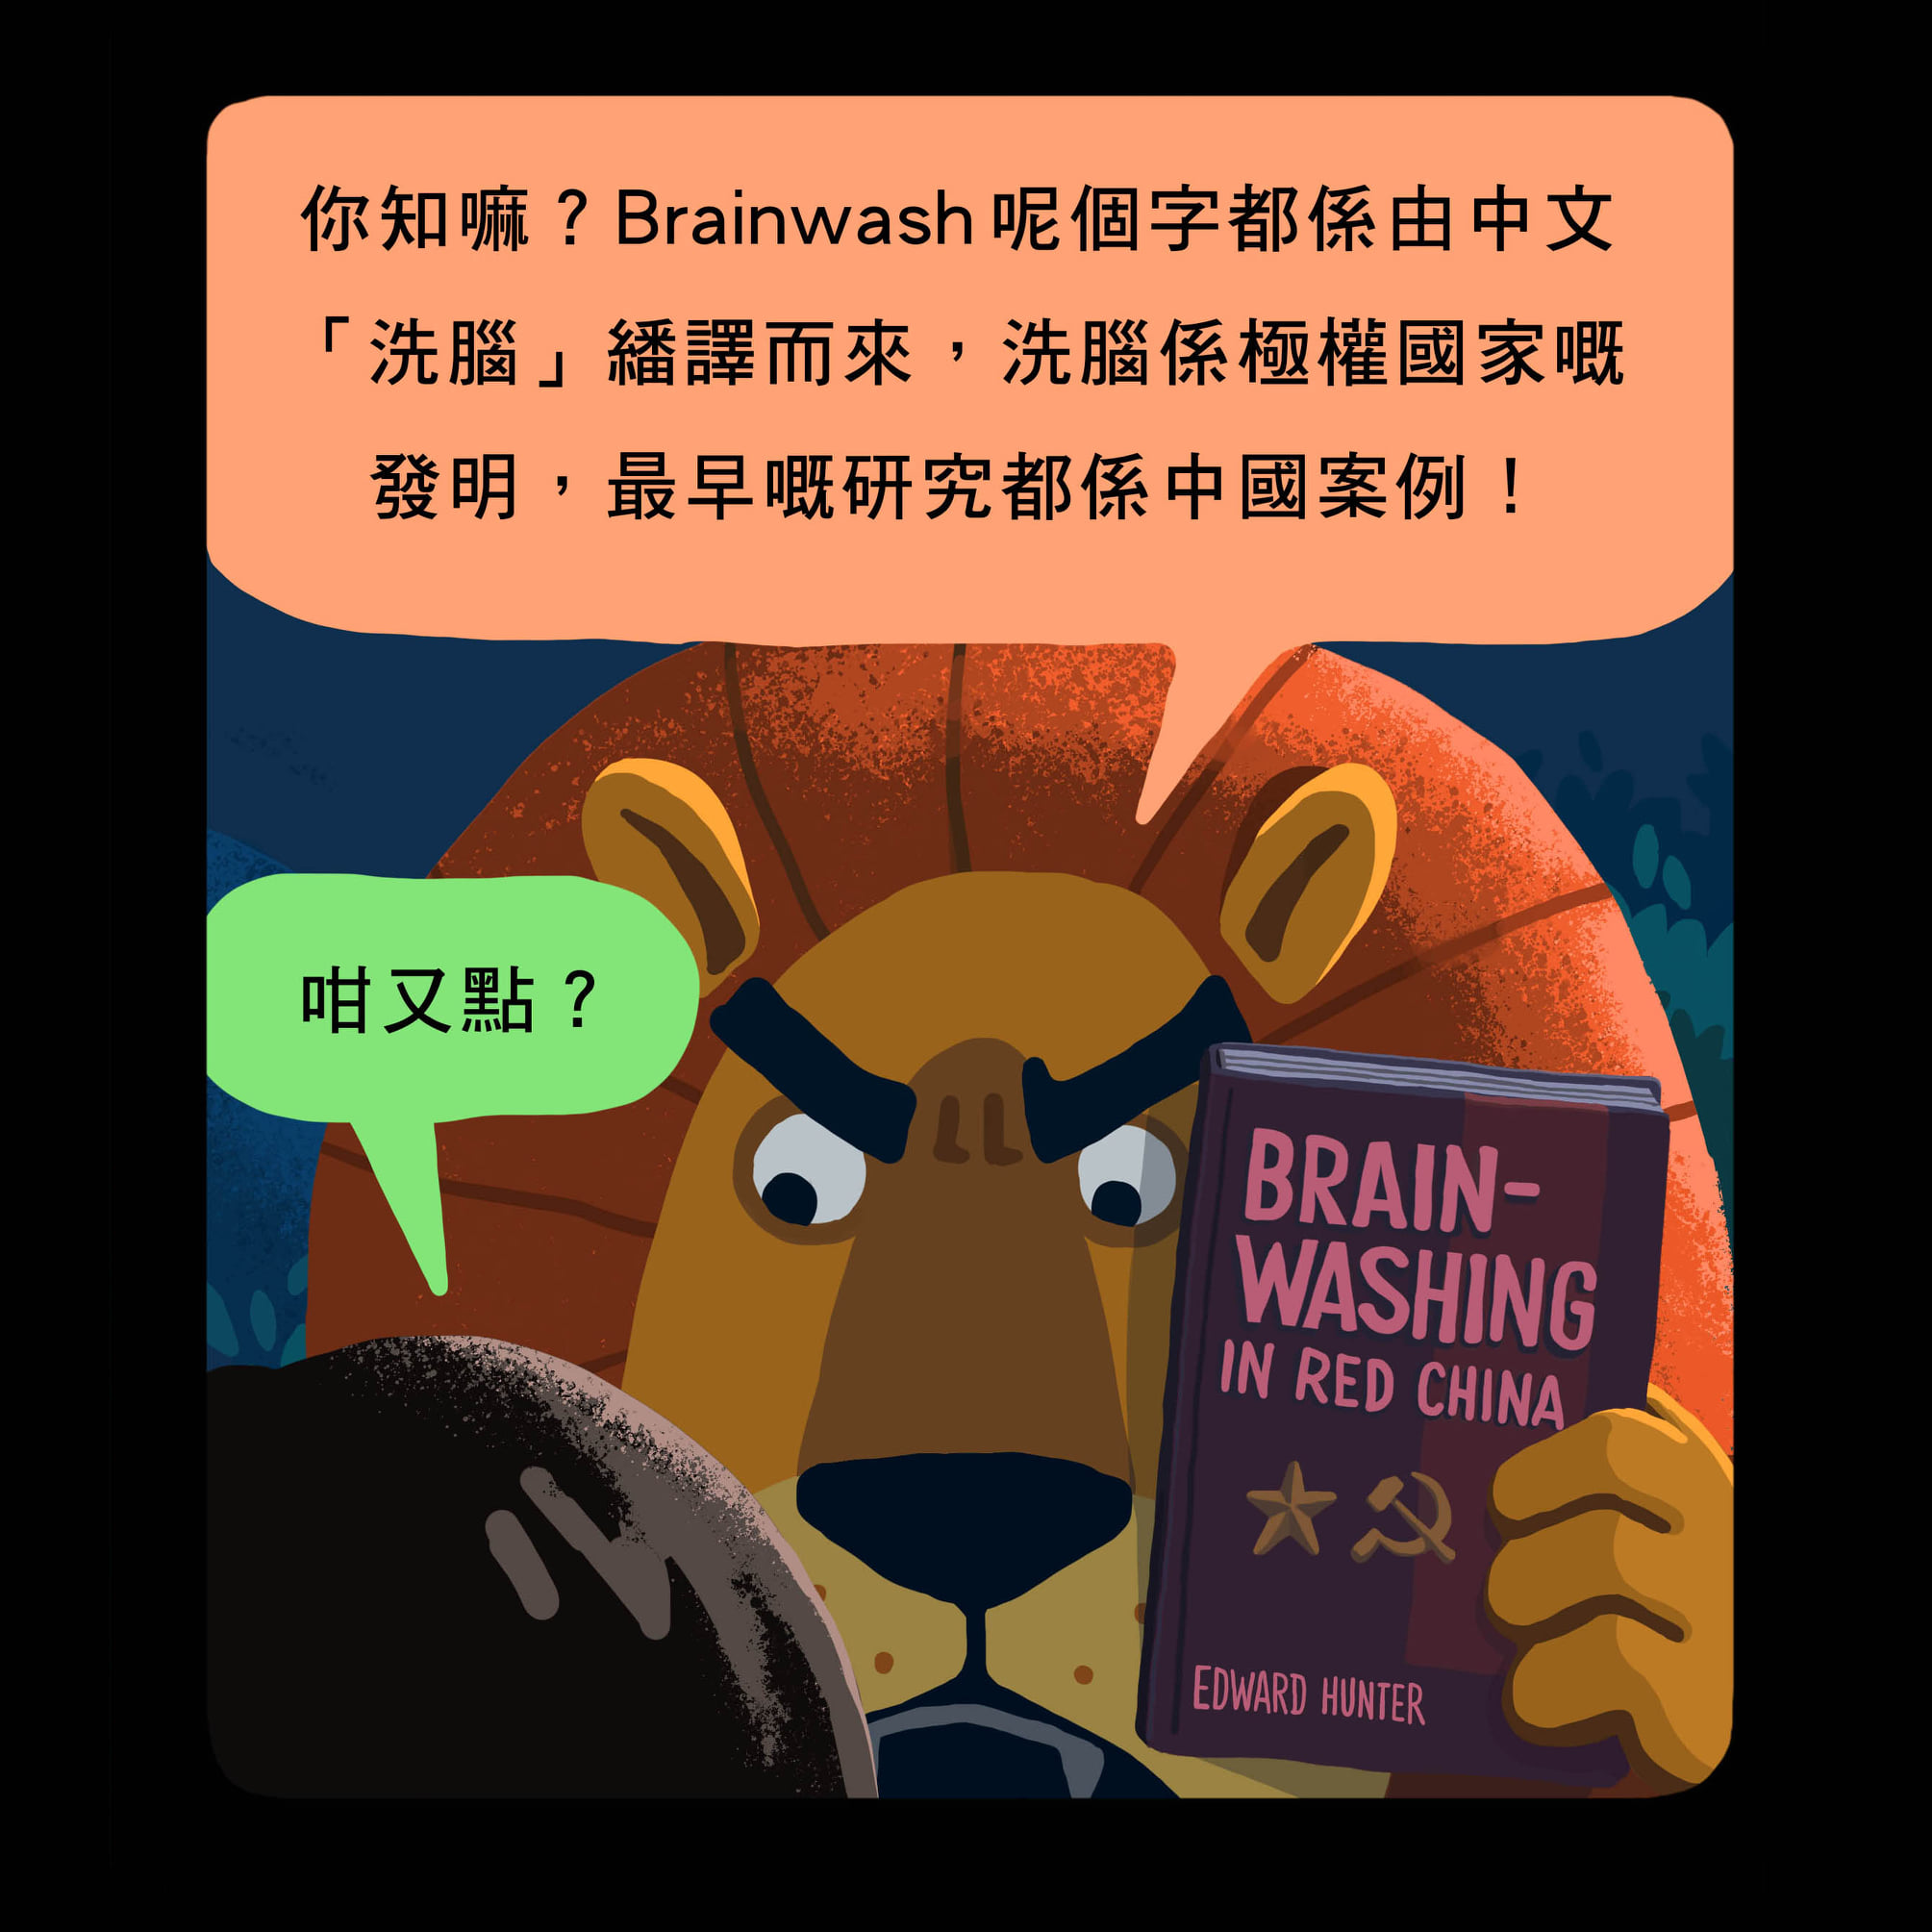 你知嘛？Brainwash呢個字都係由中文
「洗腦」繙譯而來，洗腦係極權國家嘅
發明，最早嘅研究都係中國案例！
咁又點？
BRAIN-
WASHING
IN RED CHINA
EDWARD HUNTER